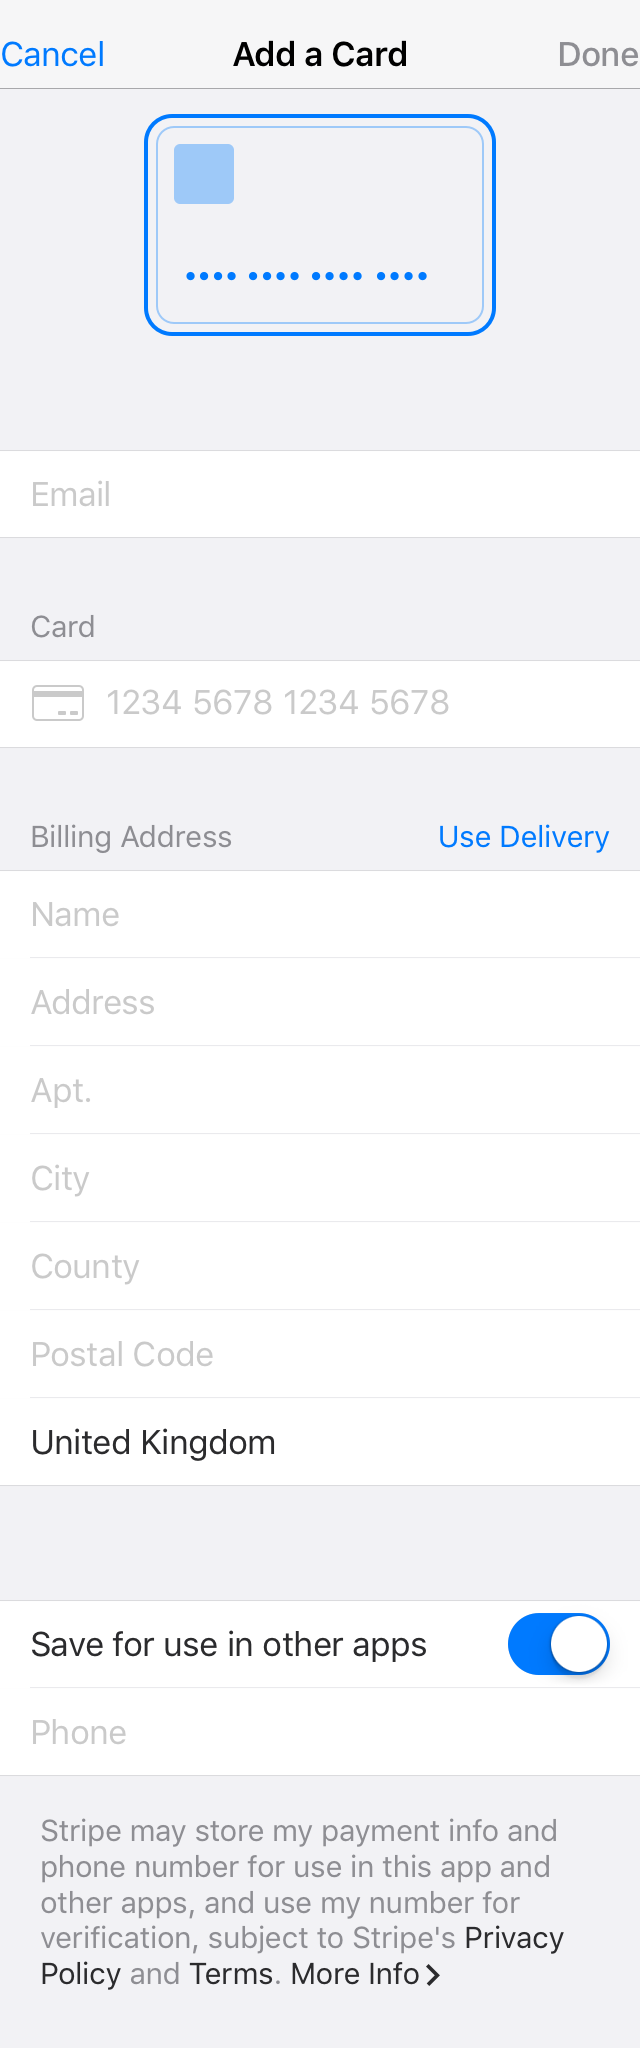 Cancel Add a Card Done
•••• •••• •••• ••••
Email
Card
1234 5678 1234 5678
Billing Address Use Delivery
Name
Address
Apt.
City
County
Postal Code
United Kingdom
Save for use in other apps
Phone
Stripe may store my payment info and
phone number for use in this app and
other apps, and use my number for
verification, subject to Stripe's Privacy
Policy and Terms. More Info